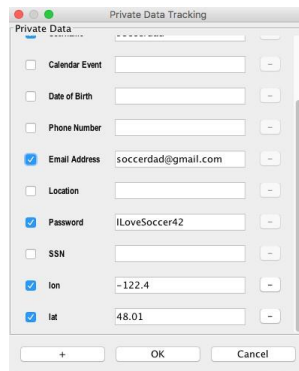 Private Data Tracking
Private Data
Calendar Event
Date of Birth
Phone Number
Email Address soccerdad@gmail.com
Location
Password ILoveSoccer42
SSN
lon -122.4 -
lat 48.01 -
+ OK Cancel